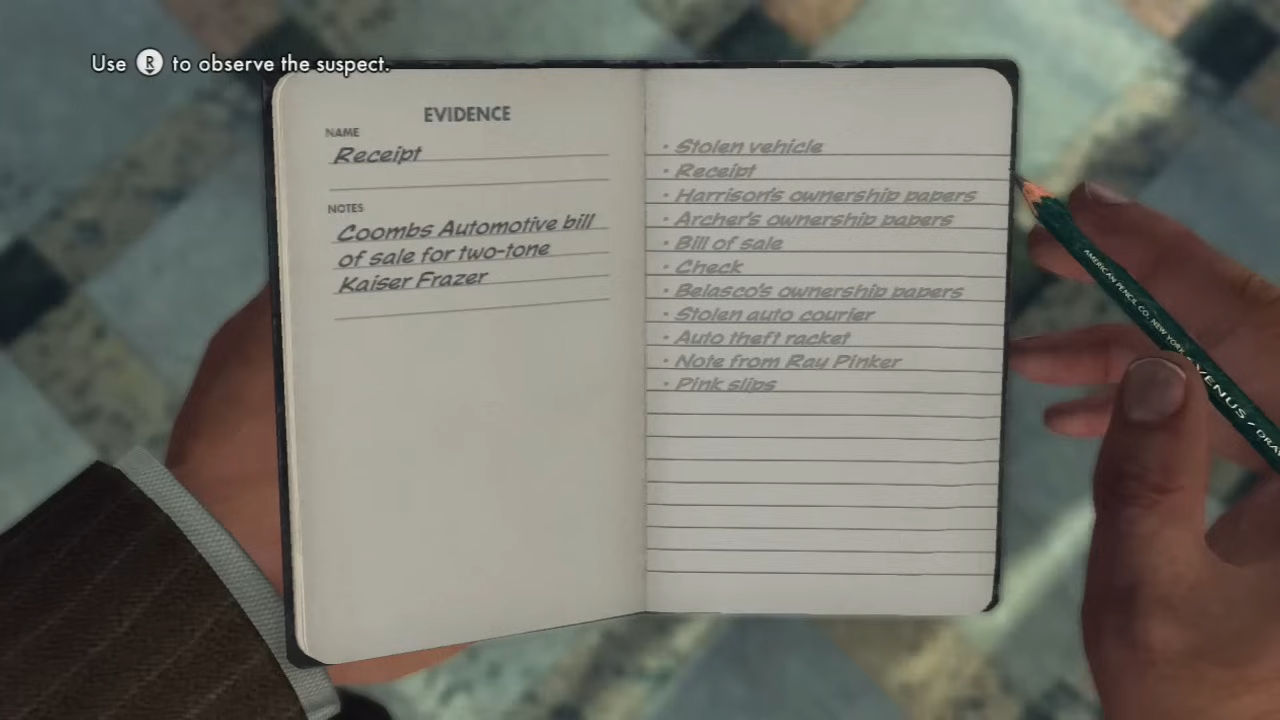 Use R to observe the suspect.
EVIDENCE
NAME
Receipt
NOTES
Coombs Automotive bill
of sale for two-tone
Kaiser Frazer
• Stolen vehicle
• Receipt
• Harrison's ownership papers
• Archer's ownership papers
• Bill of sale
• Check
• Belasco's ownership papers
• Stolen auto courier
• Auto theft racket
• Note from Ray Pinker
• Pink slips
AMERICAN PENCIL CO. NEW YORK VENUS / DRA